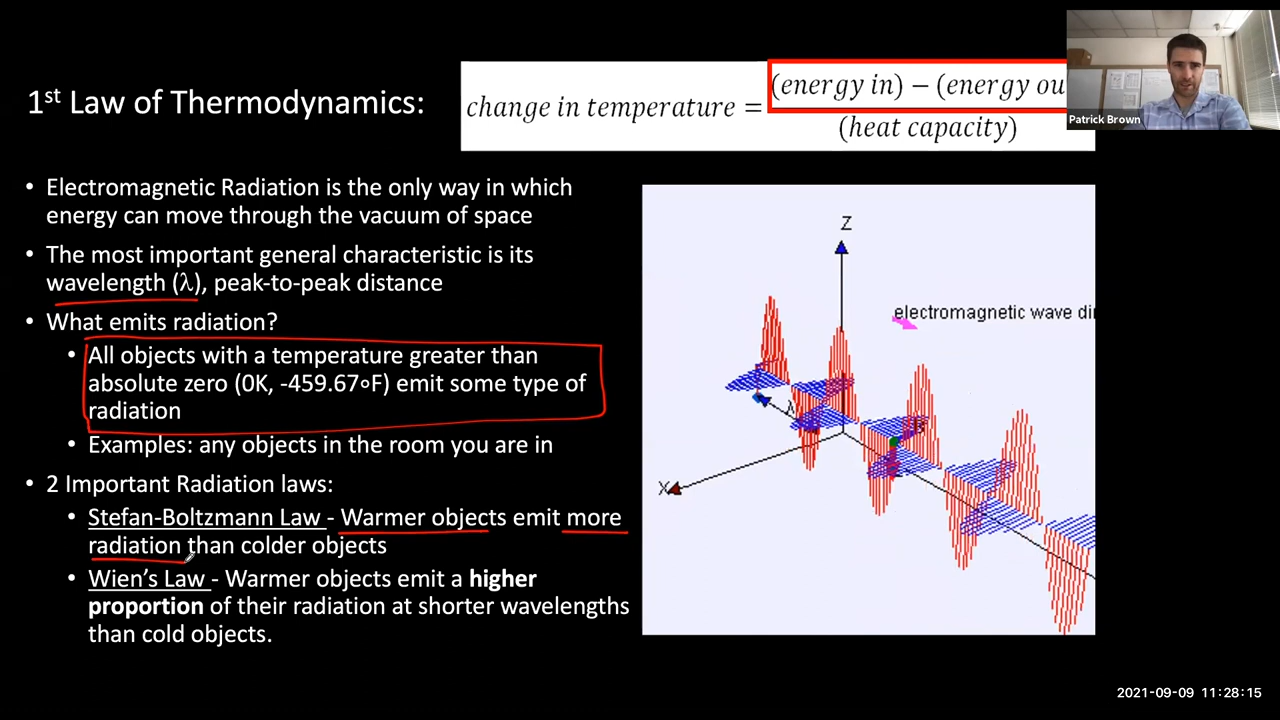 1st Law of Thermodynamics:
change in temperature = (energy in) − (energy ou
(heat capacity)
Patrick Brown
• Electromagnetic Radiation is the only way in which
energy can move through the vacuum of space
• The most important general characteristic is its
wavelength (λ), peak-to-peak distance
• What emits radiation?
• All objects with a temperature greater than
absolute zero (0K, -459.67°F) emit some type of
radiation
• Examples: any objects in the room you are in
• 2 Important Radiation laws:
• Stefan-Boltzmann Law - Warmer objects emit more
radiation than colder objects
• Wien’s Law - Warmer objects emit a higher
proportion of their radiation at shorter wavelengths
than cold objects.
Z
electromagnetic wave di
λ
X
2021-09-09 11:28:15